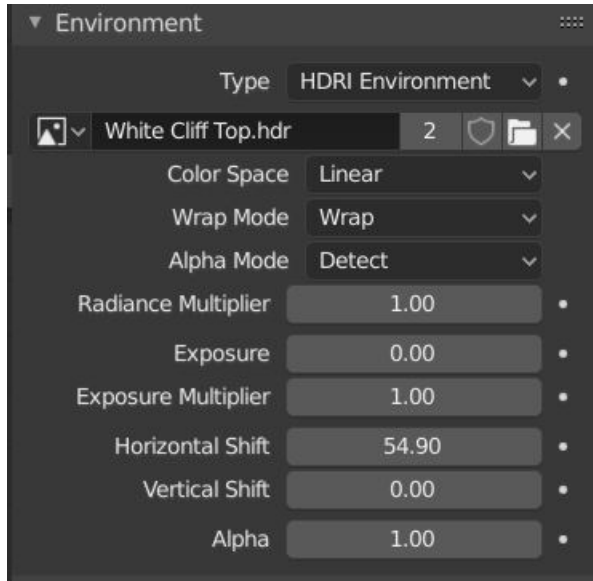 Environment
Type HDRI Environment
White Cliff Top.hdr 2
Color Space Linear
Wrap Mode Wrap
Alpha Mode Detect
Radiance Multiplier 1.00
Exposure 0.00
Exposure Multiplier 1.00
Horizontal Shift 54.90
Vertical Shift 0.00
Alpha 1.00